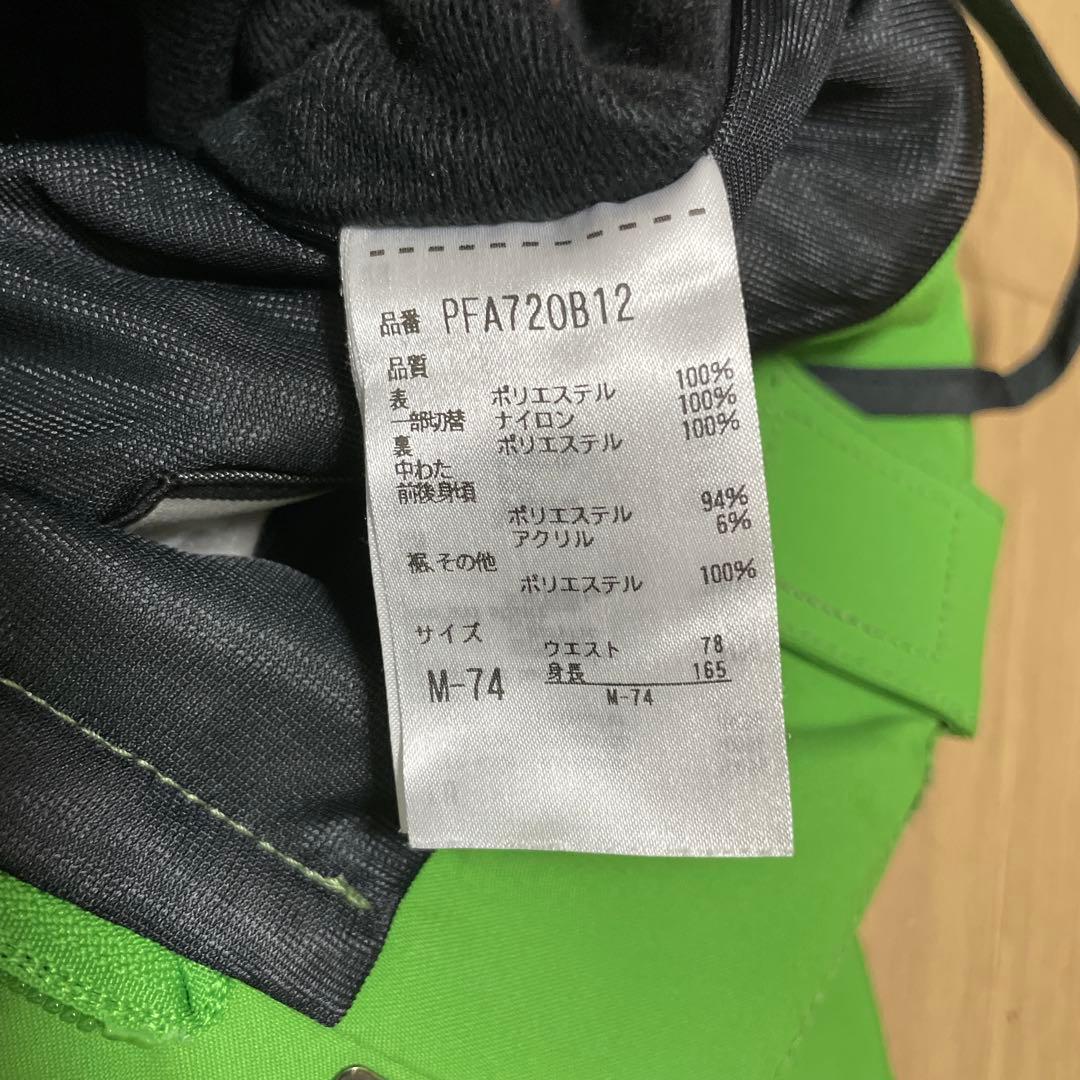 品番 PFA720B12
品質
表 ポリエステル 100%
一部切替 ナイロン 100%
裏 ポリエステル 100%
中わた
前後身頃
ポリエステル 94%
アクリル 6%
裾、その他
ポリエステル 100%
サイズ
M-74
ウエスト 78
身長 165
M-74